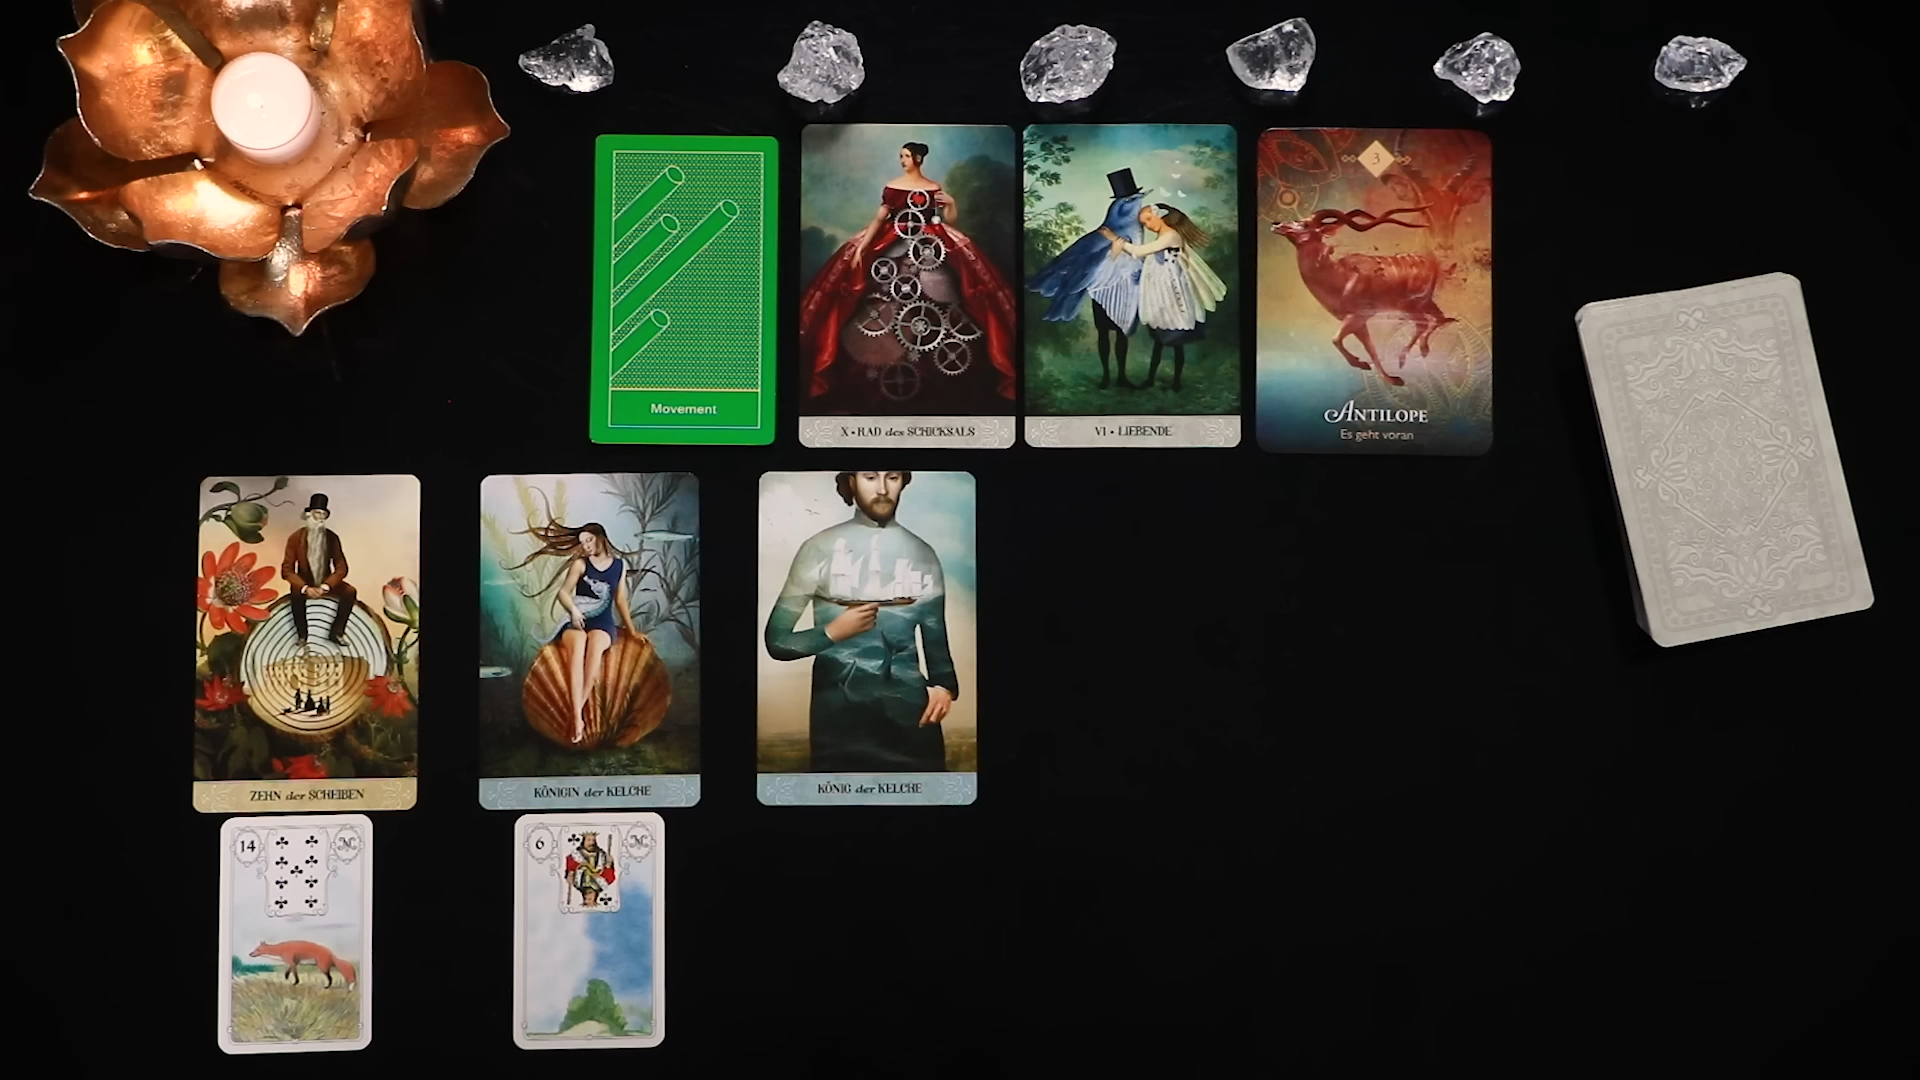 Movement
X • RAD des SCHICKSALS
VI • LIEBENDE
3
ANTILOPE
Es geht voran
ZEHN der SCHEIBEN
KÖNIGIN der KELCHE
KÖNIG der KELCHE
14
6